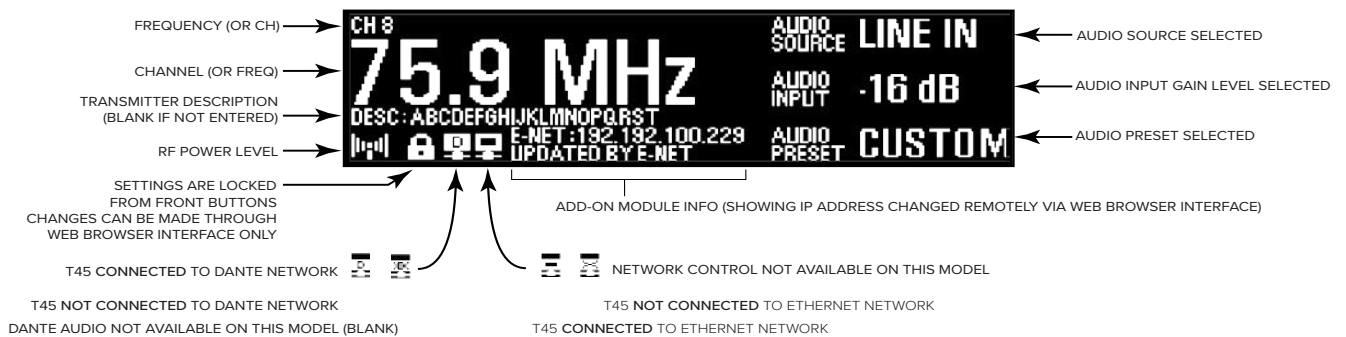 FREQUENCY (OR CH)
CHANNEL (OR FREQ)
TRANSMITTER DESCRIPTION
(BLANK IF NOT ENTERED)
RF POWER LEVEL
SETTINGS ARE LOCKED
FROM FRONT BUTTONS
CHANGES CAN BE MADE THROUGH
WEB BROWSER INTERFACE ONLY
CH 8
75.9 MHz
DESC:ABCDEFGHIJKLMNOPQRST
E-NET:192.192.100.229
UPDATED BY E-NET
AUDIO SOURCE LINE IN
AUDIO INPUT -16 dB
AUDIO PRESET CUSTOM
AUDIO SOURCE SELECTED
AUDIO INPUT GAIN LEVEL SELECTED
AUDIO PRESET SELECTED
ADD-ON MODULE INFO (SHOWING IP ADDRESS CHANGED REMOTELY VIA WEB BROWSER INTERFACE)
T45 CONNECTED TO DANTE NETWORK
NETWORK CONTROL NOT AVAILABLE ON THIS MODEL
T45 NOT CONNECTED TO DANTE NETWORK
T45 NOT CONNECTED TO ETHERNET NETWORK
DANTE AUDIO NOT AVAILABLE ON THIS MODEL (BLANK)
T45 CONNECTED TO ETHERNET NETWORK